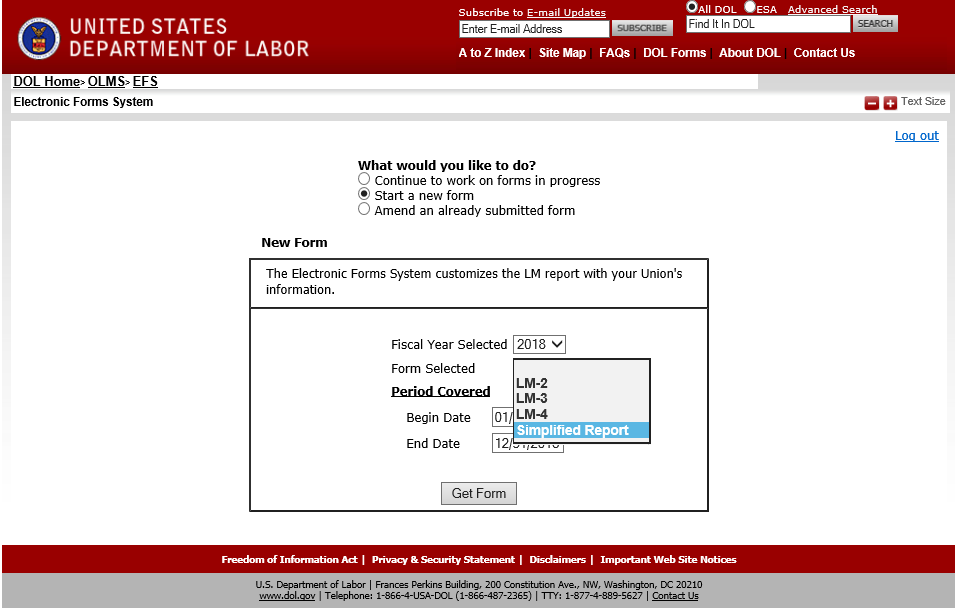 UNITED STATES
DEPARTMENT OF LABOR
Subscribe to E-mail Updates
Enter E-mail Address SUBSCRIBE
All DOL ESA Advanced Search
Find It In DOL SEARCH
A to Z Index | Site Map | FAQs | DOL Forms | About DOL | Contact Us
DOL Home> OLMS> EFS
Electronic Forms System
Text Size
Log out
What would you like to do?
Continue to work on forms in progress
Start a new form
Amend an already submitted form
New Form
The Electronic Forms System customizes the LM report with your Union's
information.
Fiscal Year Selected 2018
Form Selected
LM-2
LM-3
LM-4
Simplified Report
Period Covered
Begin Date 01/
End Date
Get Form
Freedom of Information Act | Privacy & Security Statement | Disclaimers | Important Web Site Notices
U.S. Department of Labor | Frances Perkins Building, 200 Constitution Ave., NW, Washington, DC 20210
www.dol.gov | Telephone: 1-866-4-USA-DOL (1-866-487-2365) | TTY: 1-877-4-889-5627 | Contact Us